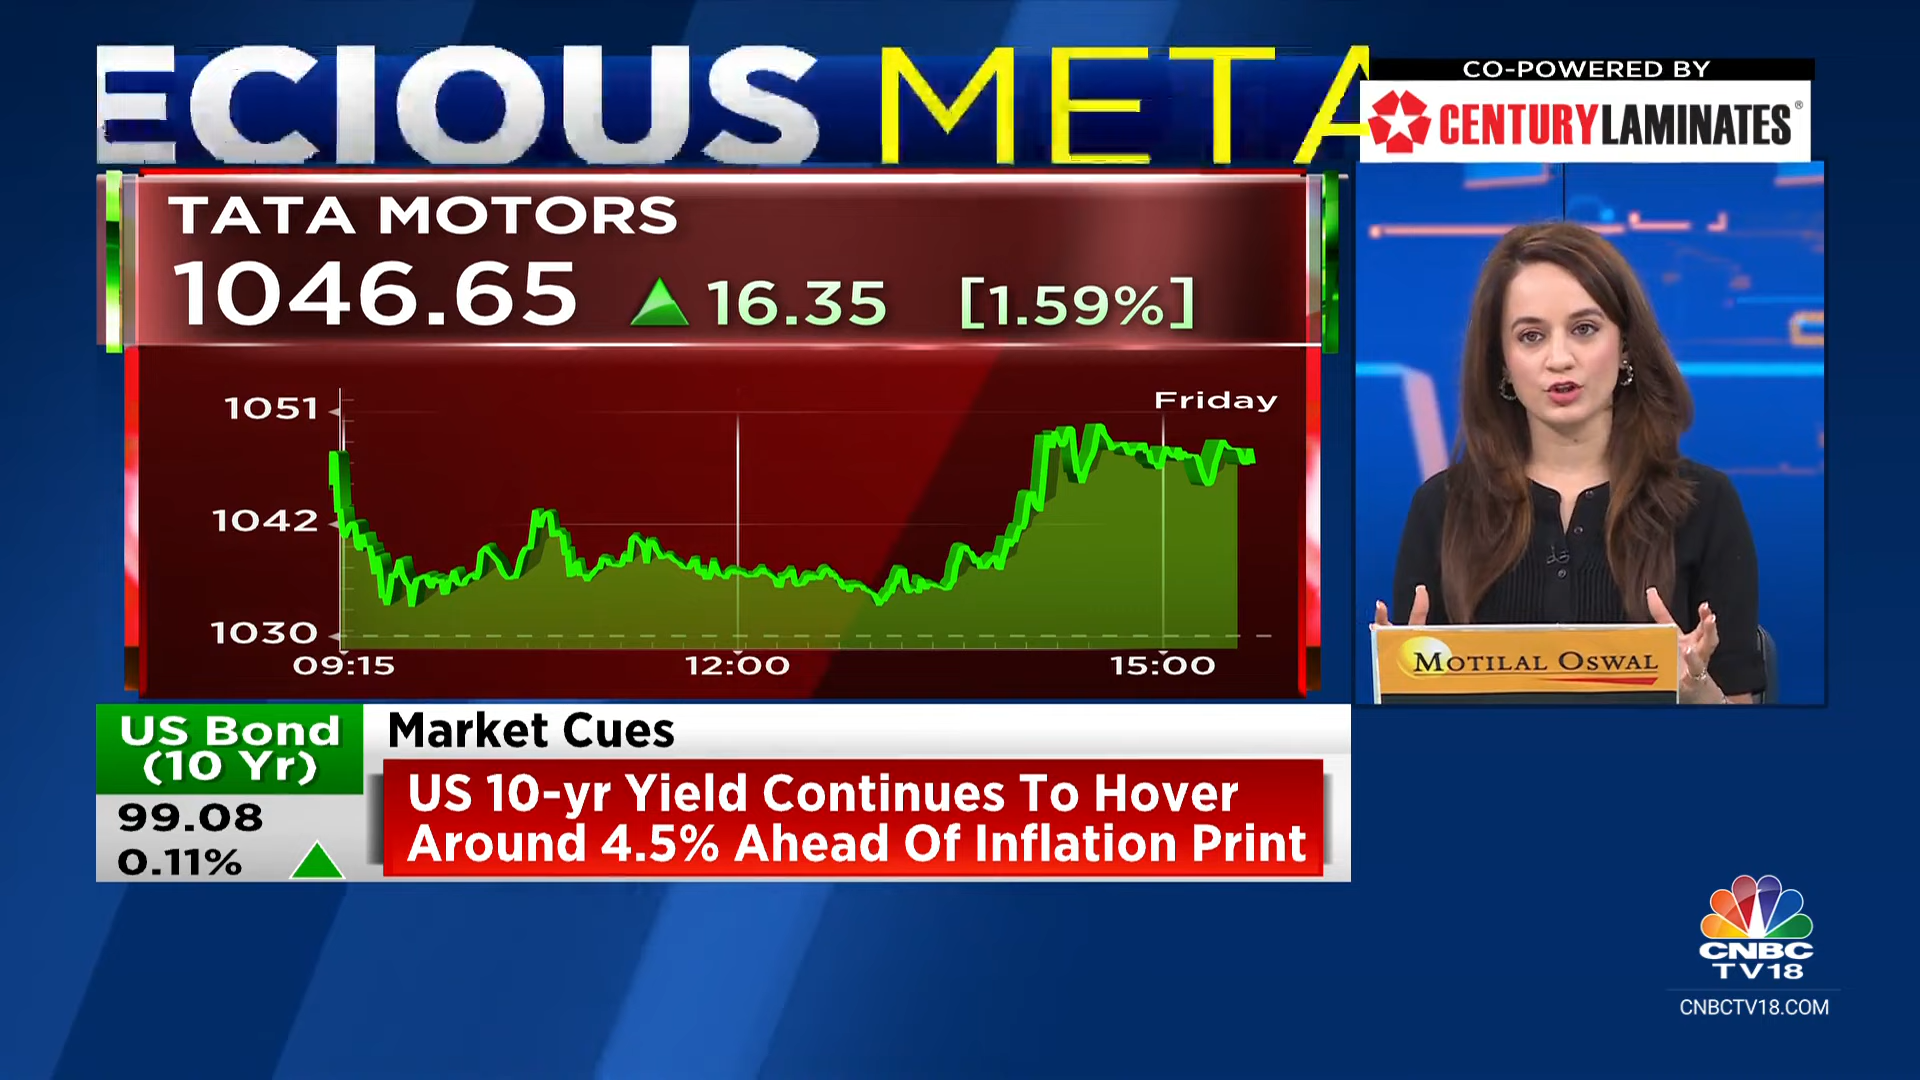 ECIOUS META
CO-POWERED BY
CENTURYLAMINATES®
TATA MOTORS
1046.65 ▲ 16.35 [1.59%]
Friday
1051
1042
1030
09:15 12:00 15:00
MOTILAL OSWAL
US Bond
(10 Yr)
99.08
0.11% ▲
Market Cues
US 10-yr Yield Continues To Hover
Around 4.5% Ahead Of Inflation Print
CNBC
TV18
CNBCTV18.COM